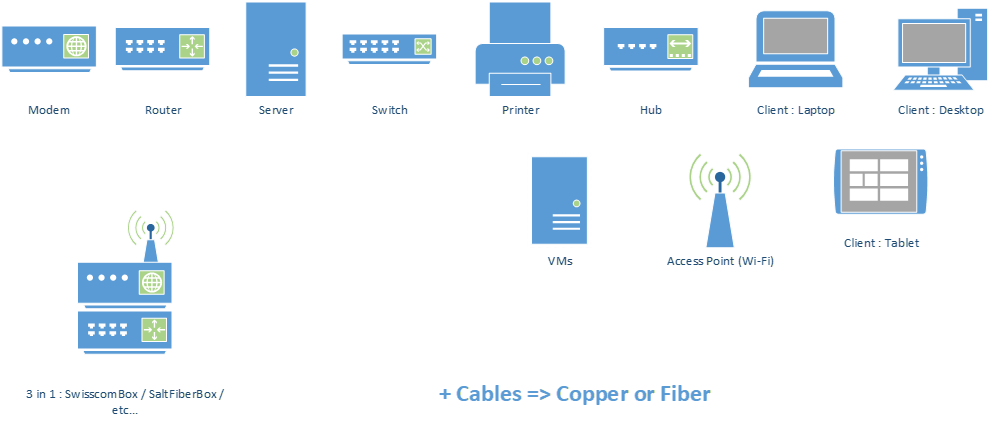 Modem
Router
Server
Switch
Printer
Hub
Client : Laptop
Client : Desktop
VMs
Access Point (Wi-Fi)
Client : Tablet
3 in 1 : SwisscomBox / SaltFiberBox /
etc...
+ Cables => Copper or Fiber